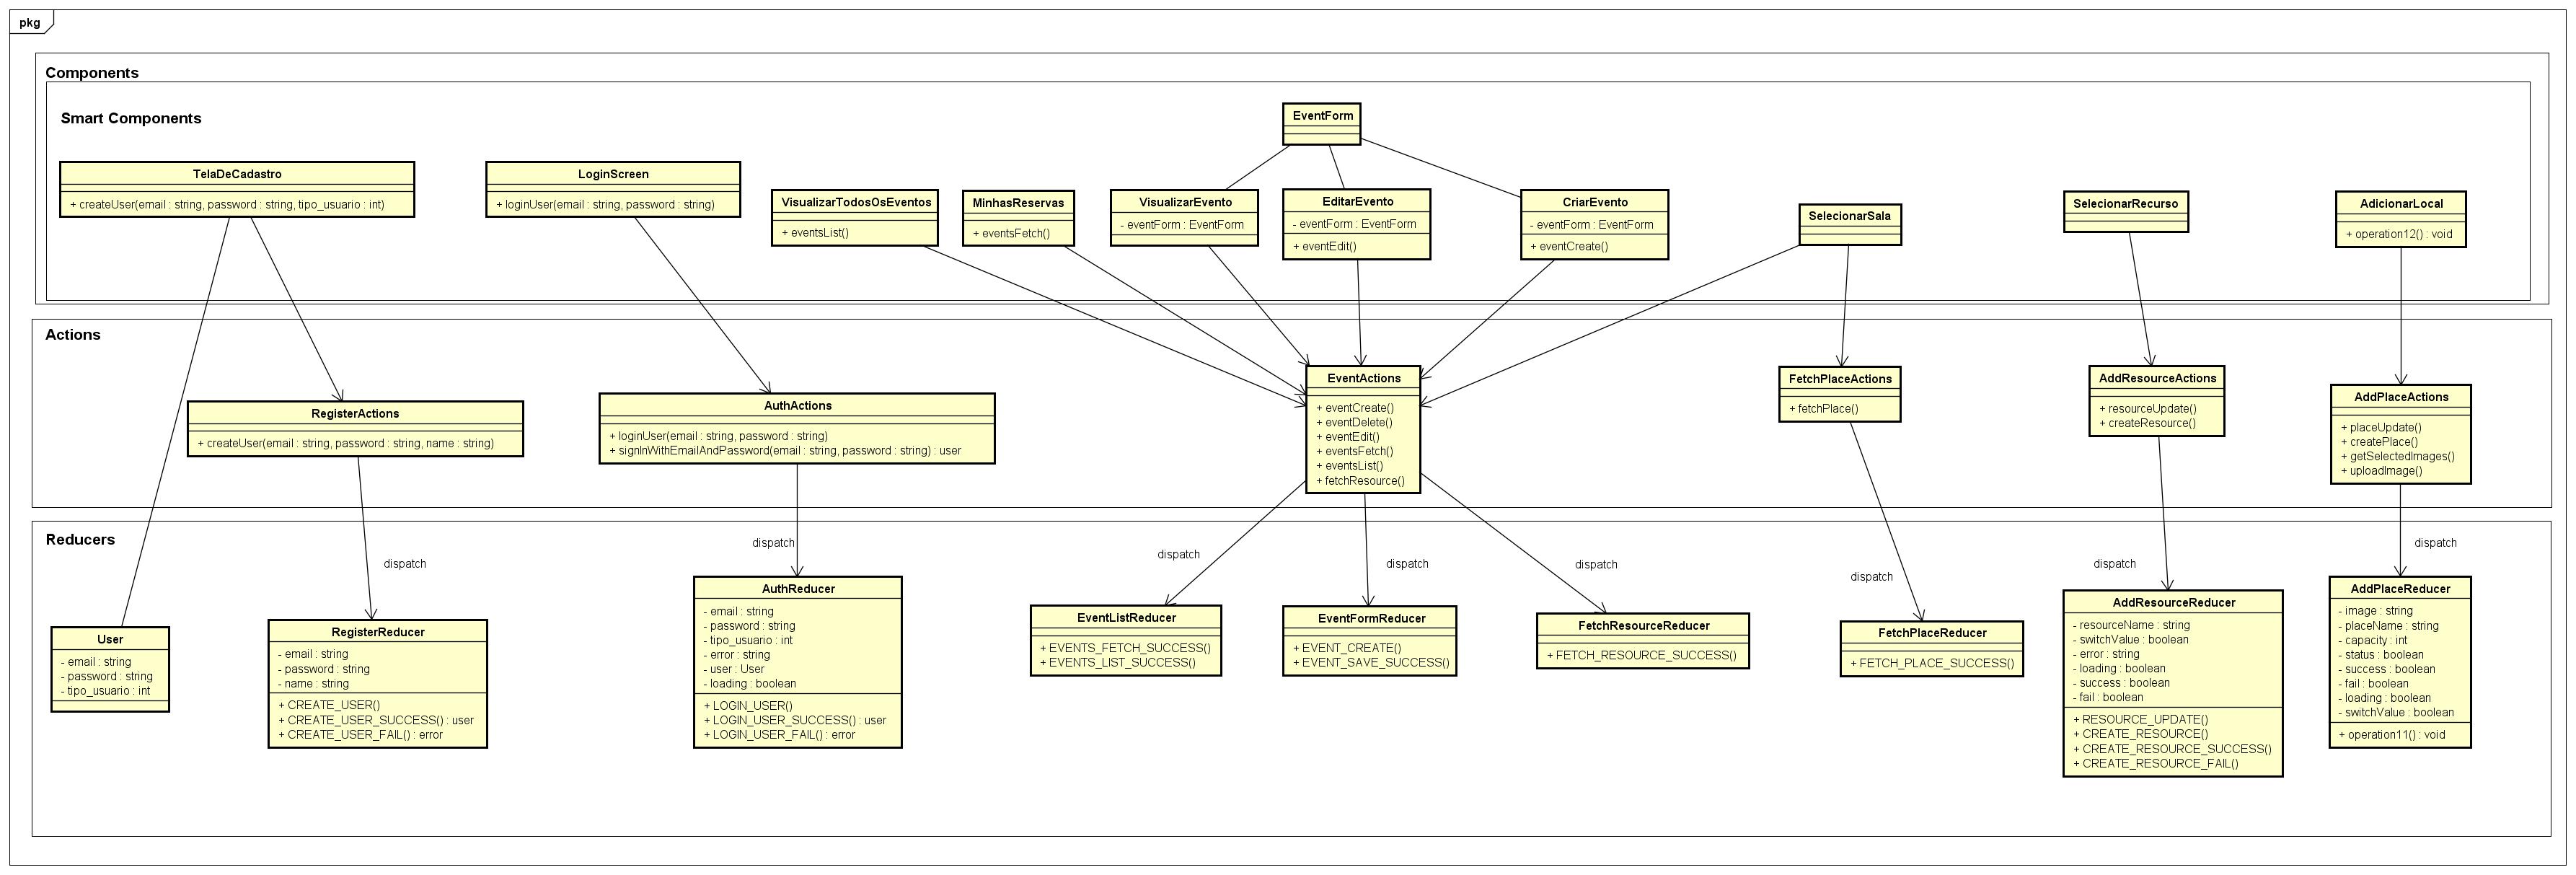 pkg
Components
Smart Components
EventForm
TelaDeCadastro
+ createUser(email : string, password : string, tipo_usuario : int)
LoginScreen
+ loginUser(email : string, password : string)
VisualizarTodosOsEventos
+ eventsList()
MinhasReservas
+ eventsFetch()
VisualizarEvento
- eventForm : EventForm
EditarEvento
- eventForm : EventForm
+ eventEdit()
CriarEvento
- eventForm : EventForm
+ eventCreate()
SelecionarSala
SelecionarRecurso
AdicionarLocal
+ operation12() : void
Actions
RegisterActions
+ createUser(email : string, password : string, name : string)
AuthActions
+ loginUser(email : string, password : string)
+ signInWithEmailAndPassword(email : string, password : string) : user
EventActions
+ eventCreate()
+ eventDelete()
+ eventEdit()
+ eventsFetch()
+ eventsList()
+ fetchResource()
FetchPlaceActions
+ fetchPlace()
AddResourceActions
+ resourceUpdate()
+ createResource()
AddPlaceActions
+ placeUpdate()
+ createPlace()
+ getSelectedImages()
+ uploadImage()
Reducers
dispatch
dispatch
dispatch
dispatch
dispatch
dispatch
dispatch
dispatch
User
- email : string
- password : string
- tipo_usuario : int
RegisterReducer
- email : string
- password : string
- name : string
+ CREATE_USER()
+ CREATE_USER_SUCCESS() : user
+ CREATE_USER_FAIL() : error
AuthReducer
- email : string
- password : string
- tipo_usuario : int
- error : string
- user : User
- loading : boolean
+ LOGIN_USER()
+ LOGIN_USER_SUCCESS() : user
+ LOGIN_USER_FAIL() : error
EventListReducer
+ EVENTS_FETCH_SUCCESS()
+ EVENTS_LIST_SUCCESS()
EventFormReducer
+ EVENT_CREATE()
+ EVENT_SAVE_SUCCESS()
FetchResourceReducer
+ FETCH_RESOURCE_SUCCESS()
FetchPlaceReducer
+ FETCH_PLACE_SUCCESS()
AddResourceReducer
- resourceName : string
- switchValue : boolean
- error : string
- loading : boolean
- success : boolean
- fail : boolean
+ RESOURCE_UPDATE()
+ CREATE_RESOURCE()
+ CREATE_RESOURCE_SUCCESS()
+ CREATE_RESOURCE_FAIL()
AddPlaceReducer
- image : string
- placeName : string
- capacity : int
- status : boolean
- success : boolean
- fail : boolean
- loading : boolean
- switchValue : boolean
+ operation11() : void